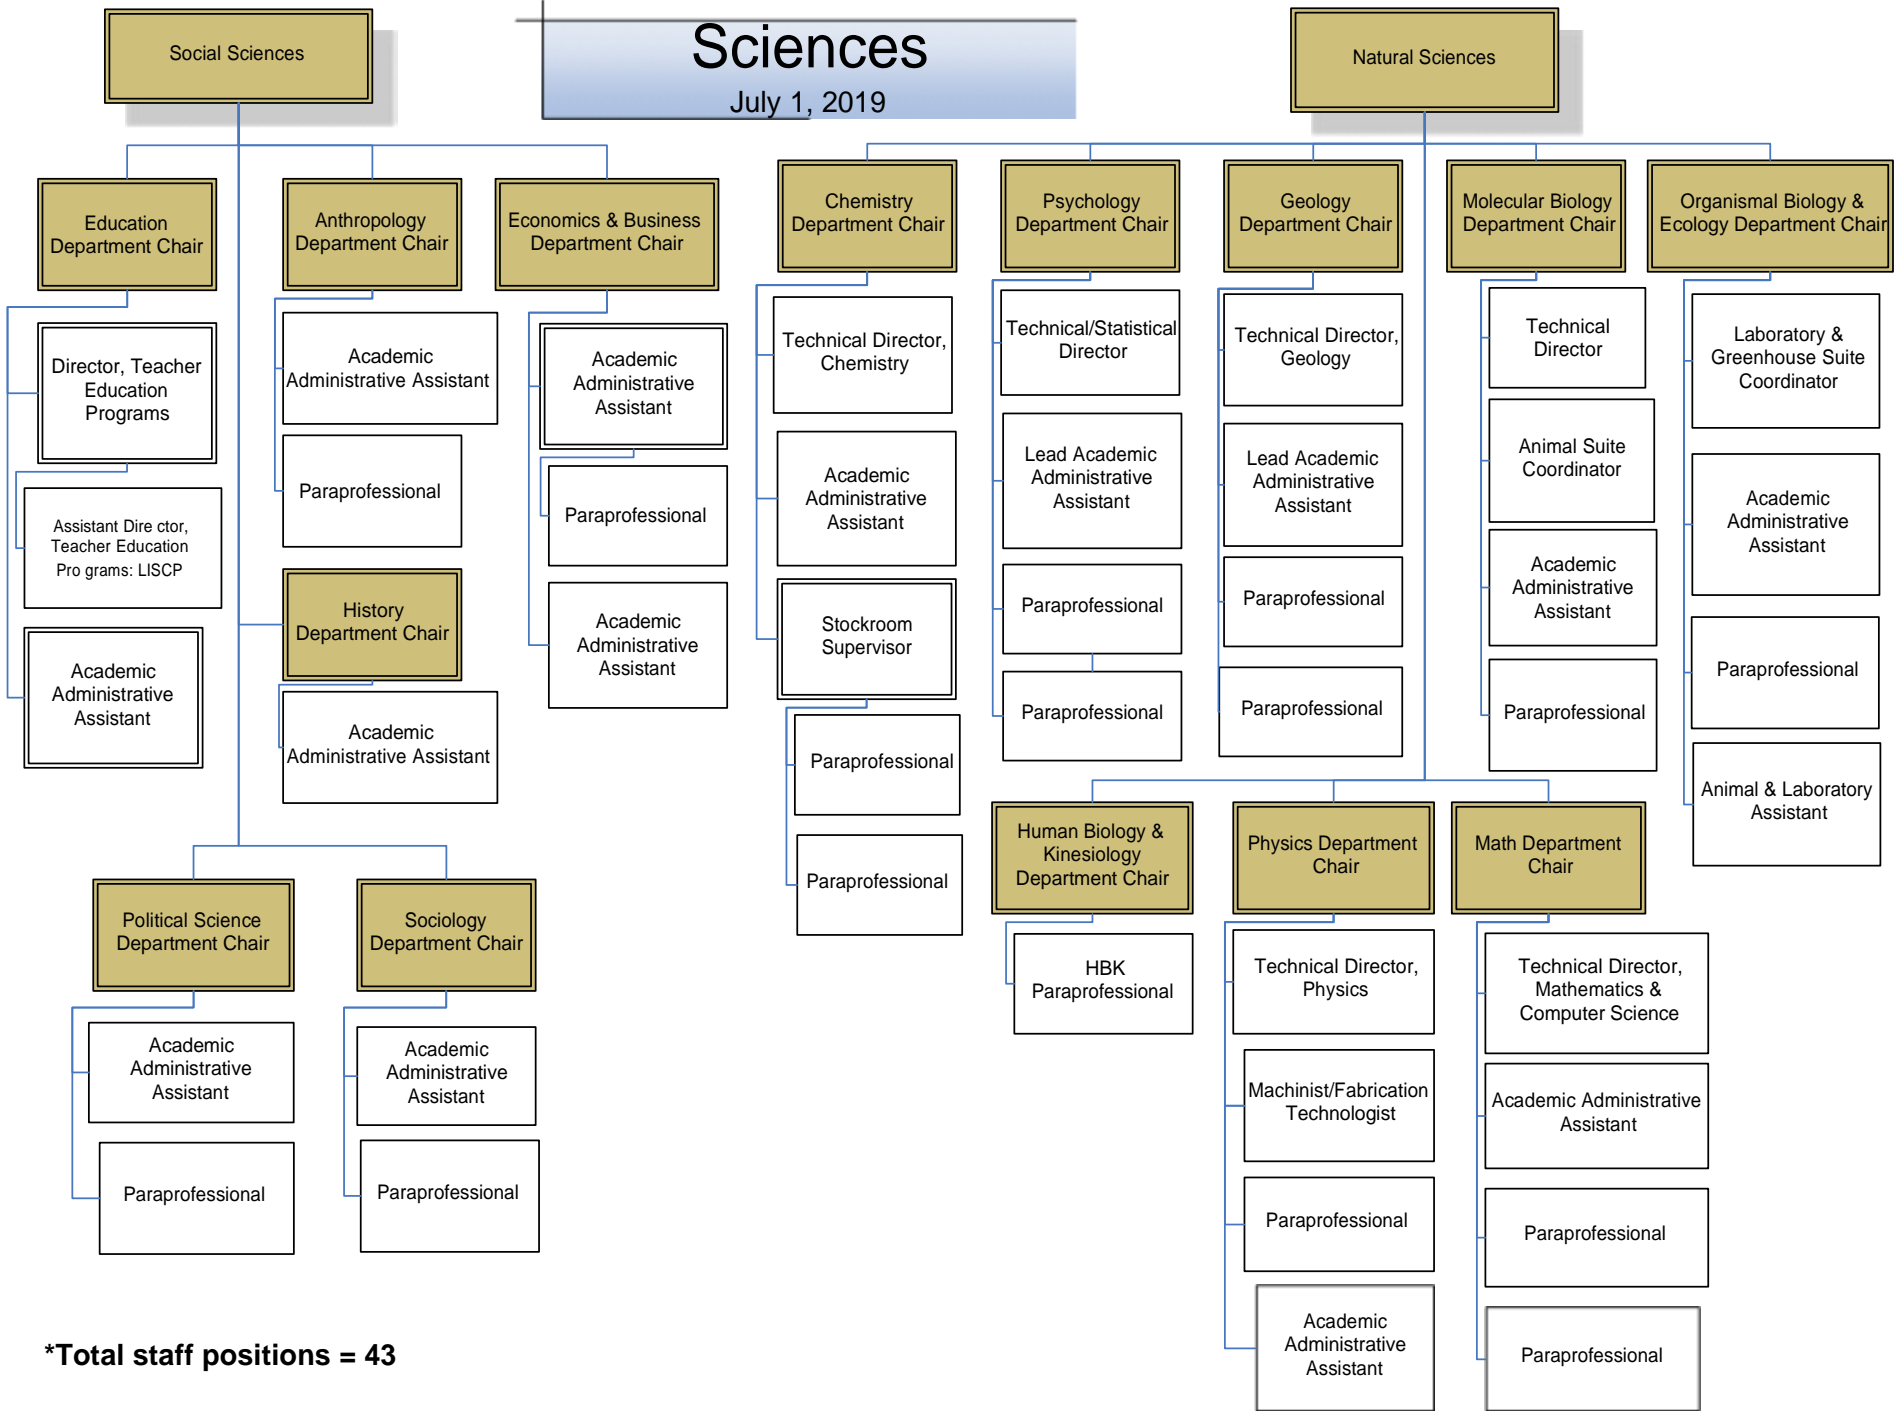 Social Sciences
Sciences
July 1, 2019
Natural Sciences
Education
Department Chair
Director, Teacher
Education
Programs
Assistant Dire ctor,
Teacher Education
Pro grams: LISCP
Academic
Administrative
Assistant
Anthropology
Department Chair
Academic
Administrative Assistant
Paraprofessional
History
Department Chair
Academic
Administrative Assistant
Economics & Business
Department Chair
Academic
Administrative
Assistant
Paraprofessional
Academic
Administrative
Assistant
Political Science
Department Chair
Academic
Administrative
Assistant
Paraprofessional
Sociology
Department Chair
Academic
Administrative
Assistant
Paraprofessional
Chemistry
Department Chair
Technical Director,
Chemistry
Academic
Administrative
Assistant
Stockroom
Supervisor
Paraprofessional
Paraprofessional
Psychology
Department Chair
Technical/Statistical
Director
Lead Academic
Administrative
Assistant
Paraprofessional
Paraprofessional
Geology
Department Chair
Technical Director,
Geology
Lead Academic
Administrative
Assistant
Paraprofessional
Paraprofessional
Molecular Biology
Department Chair
Technical
Director
Animal Suite
Coordinator
Academic
Administrative
Assistant
Paraprofessional
Organismal Biology &
Ecology Department Chair
Laboratory &
Greenhouse Suite
Coordinator
Academic
Administrative
Assistant
Paraprofessional
Animal & Laboratory
Assistant
Human Biology &
Kinesiology
Department Chair
HBK
Paraprofessional
Physics Department
Chair
Technical Director,
Physics
Machinist/Fabrication
Technologist
Paraprofessional
Academic
Administrative
Assistant
Math Department
Chair
Technical Director,
Mathematics &
Computer Science
Academic Administrative
Assistant
Paraprofessional
Paraprofessional
*Total staff positions = 43